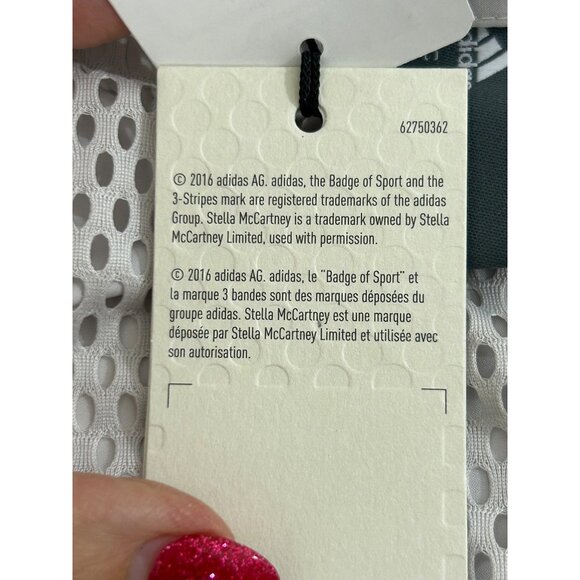 adidas
62750362
© 2016 adidas AG. adidas, the Badge of Sport and the
3-Stripes mark are registered trademarks of the adidas
Group. Stella McCartney is a trademark owned by Stella
McCartney Limited, used with permission.
© 2016 adidas AG. adidas, le "Badge of Sport" et
la marque 3 bandes sont des marques déposées du
groupe adidas. Stella McCartney est une marque
déposée par Stella McCartney Limited et utilisée avec
son autorisation.